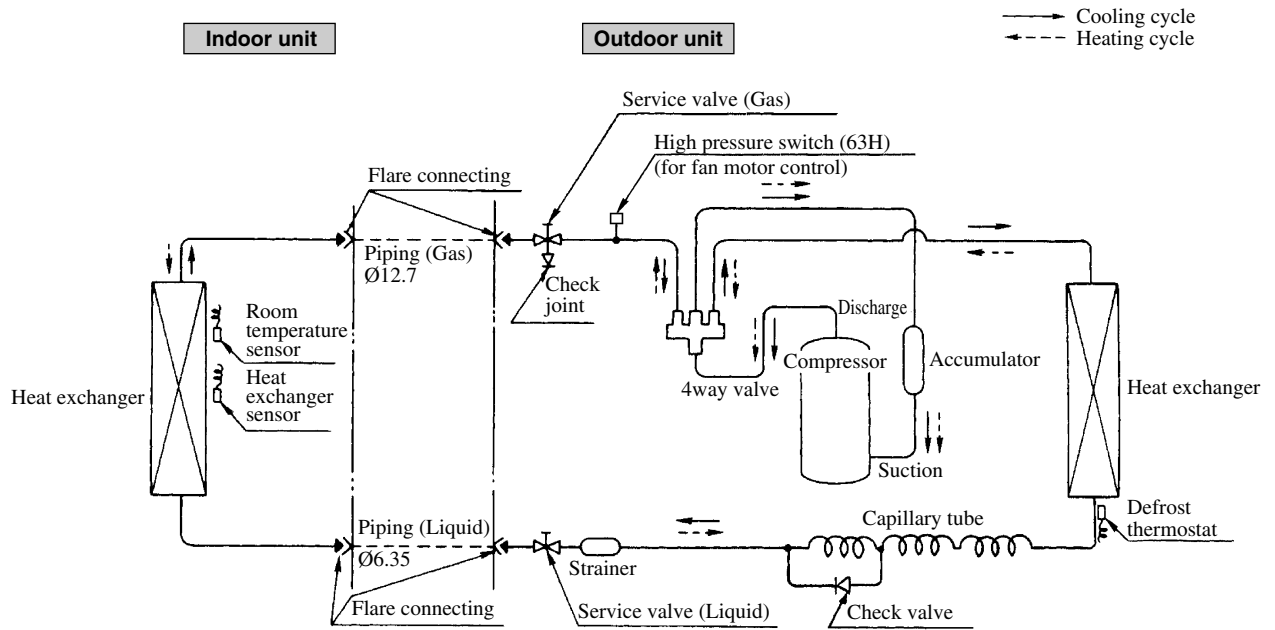 Indoor unit
Outdoor unit
Cooling cycle
Heating cycle
Service valve (Gas)
High pressure switch (63H)
(for fan motor control)
Flare connecting
Piping (Gas)
Ø12.7
Check
joint
Discharge
Room
temperature
sensor
Compressor
Accumulator
4way valve
Heat exchanger
Heat
exchanger
sensor
Heat exchanger
Suction
Piping (Liquid)
Ø6.35
Capillary tube
Defrost
thermostat
Strainer
Flare connecting
Service valve (Liquid)
Check valve